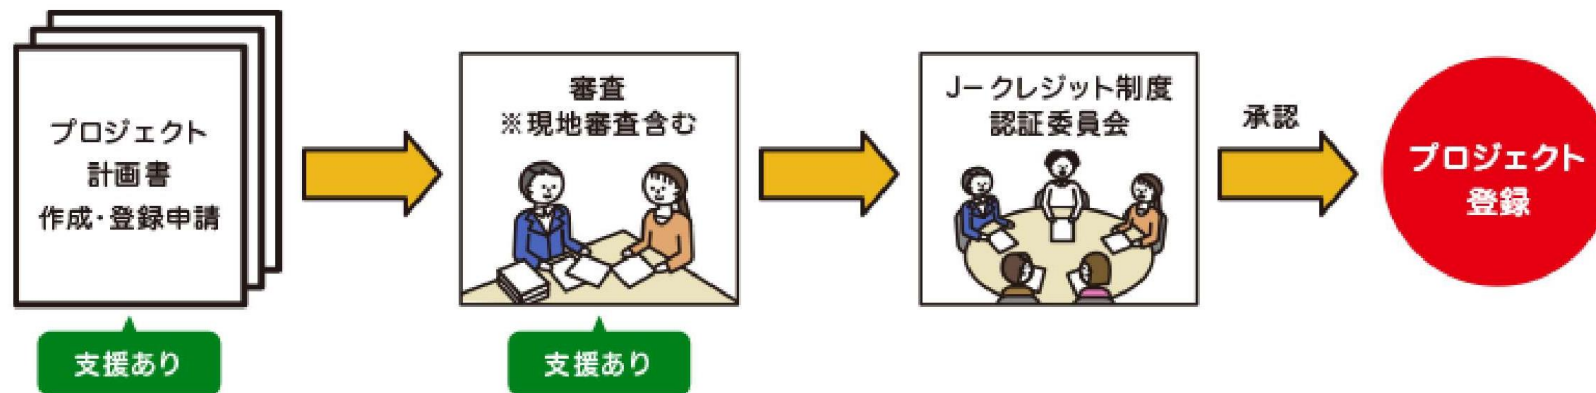 プロジェクト
計画書
作成・登録申請
支援あり
審査
※現地審査含む
支援あり
J－クレジット制度
認証委員会
承認
プロジェクト
登録